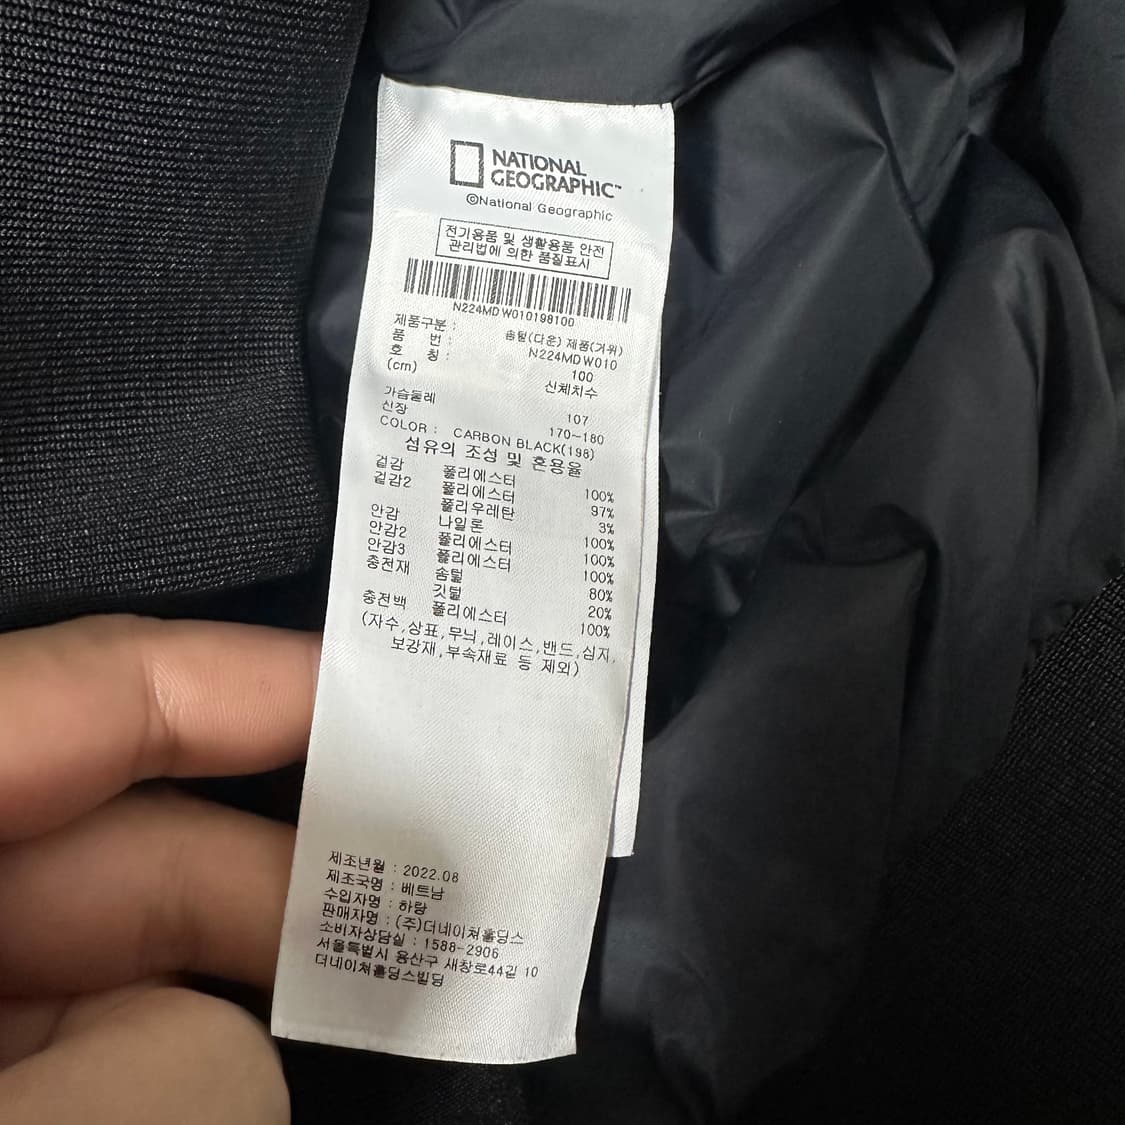 NATIONAL
GEOGRAPHIC™
©National Geographic
전기용품 및 생활용품 안전
관리법에 의한 품질표시
N224MDW010198100
제품구분 : 솜털(다운) 제품(거위)
품 번 : N224MDW010
호 칭 : 100
(cm) 신체치수
가슴둘레 107
신장 170~180
COLOR : CARBON BLACK(198)
섬유의 조성 및 혼용율
겉감 폴리에스터 100%
겉감2 폴리에스터 97%
폴리우레탄 3%
안감 나일론 100%
안감2 폴리에스터 100%
안감3 폴리에스터 100%
충전재 솜털 80%
깃털 20%
충전백 폴리에스터 100%
(자수,상표,무늬,레이스,밴드,심지,
보강재,부속재료 등 제외)
제조년월 : 2022.08
제조국명 : 베트남
수입자명 : 하랑
판매자명 : (주)더네이쳐홀딩스
소비자상담실 : 1588-2906
서울특별시 용산구 새창로44길 10
더네이쳐홀딩스빌딩